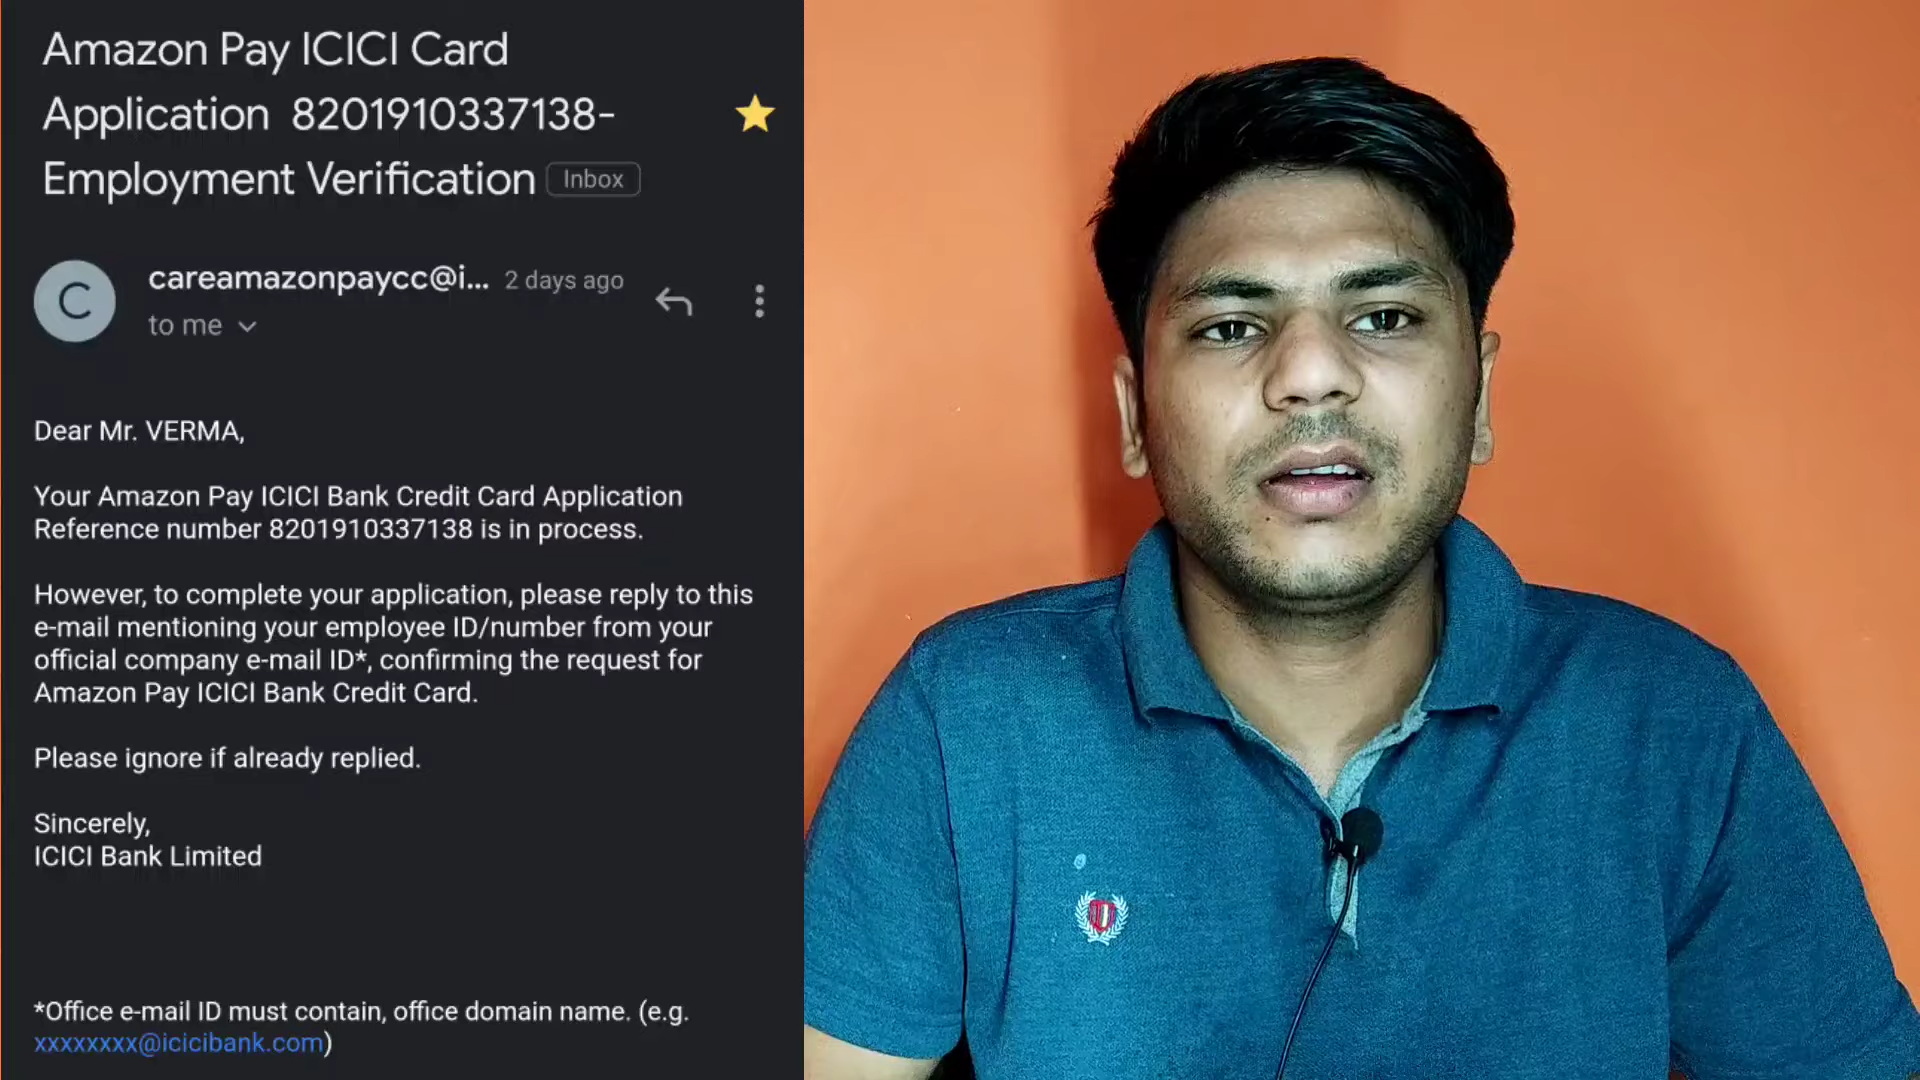 Amazon Pay ICICI Card
Application 8201910337138-
Employment Verification Inbox
C
careamazonpaycc@i... 2 days ago
to me
Dear Mr. VERMA,
Your Amazon Pay ICICI Bank Credit Card Application
Reference number 8201910337138 is in process.
However, to complete your application, please reply to this
e-mail mentioning your employee ID/number from your
official company e-mail ID*, confirming the request for
Amazon Pay ICICI Bank Credit Card.
Please ignore if already replied.
Sincerely,
ICICI Bank Limited
*Office e-mail ID must contain, office domain name. (e.g.
xxxxxxxx@icicibank.com)